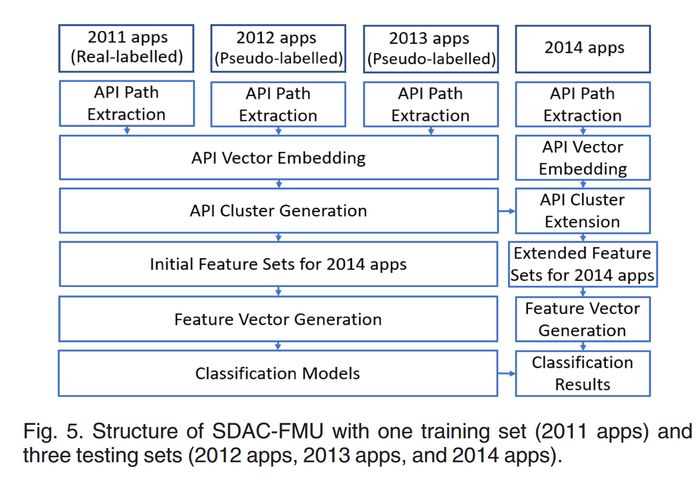 2011 apps
(Real-labelled)
2012 apps
(Pseudo-labelled)
2013 apps
(Pseudo-labelled)
2014 apps
API Path
Extraction
API Path
Extraction
API Path
Extraction
API Path
Extraction
API Vector Embedding
API Vector
Embedding
API Cluster Generation
API Cluster
Extension
Initial Feature Sets for 2014 apps
Extended Feature
Sets for 2014 apps
Feature Vector Generation
Feature Vector
Generation
Classification Models
Classification
Results
Fig. 5. Structure of SDAC-FMU with one training set (2011 apps) and
three testing sets (2012 apps, 2013 apps, and 2014 apps).